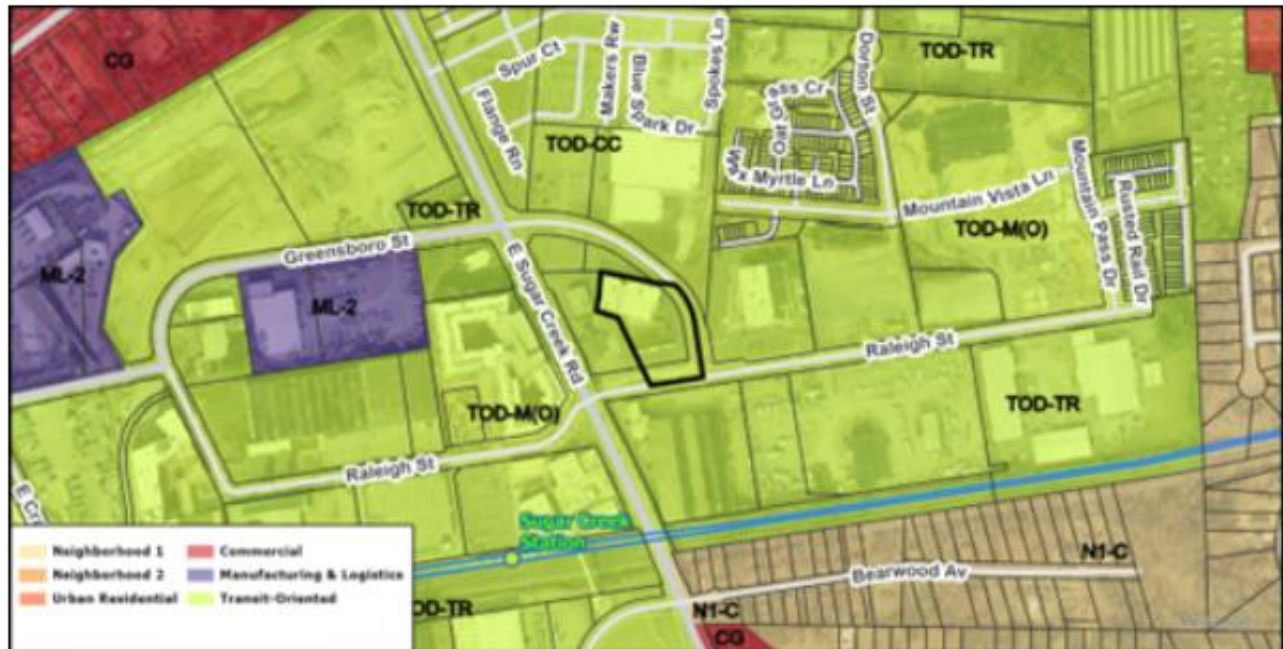 CG
Spur Ct
Flange Rn
Makers Rw
Blue Spark Dr
Spokes Ln
Oat Grass Cr
Dorton St
TOD-TR
TOD-CC
Wax Myrtle Ln
Mountain Vista Ln
Mountain Pass Dr
Rusted Rail Dr
TOD-M(O)
TOD-TR
Greensboro St
E Sugar Creek Rd
ML-2
ML-2
Raleigh St
TOD-M(O)
TOD-TR
Raleigh St
Sugar Creek
Station
Bearwood Av
N1-C
N1-C
CG
Neighborhood 1
Neighborhood 2
Urban Residential
Commercial
Manufacturing & Logistics
Transit-Oriented